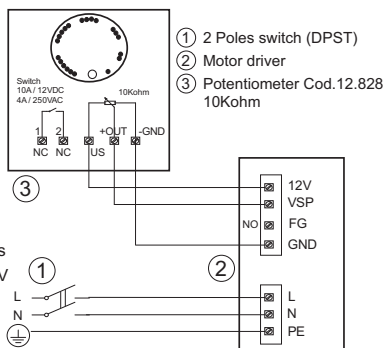 ① 2 Poles switch (DPST)
② Motor driver
③ Potentiometer Cod.12.828
10Kohm
Switch
10A / 12VDC
4A / 250VAC
10Kohm
1 2 +OUT -GND
NC NC US
③
12V
VSP
NO FG
GND
②
s
V
①
L
N
L
N
PE